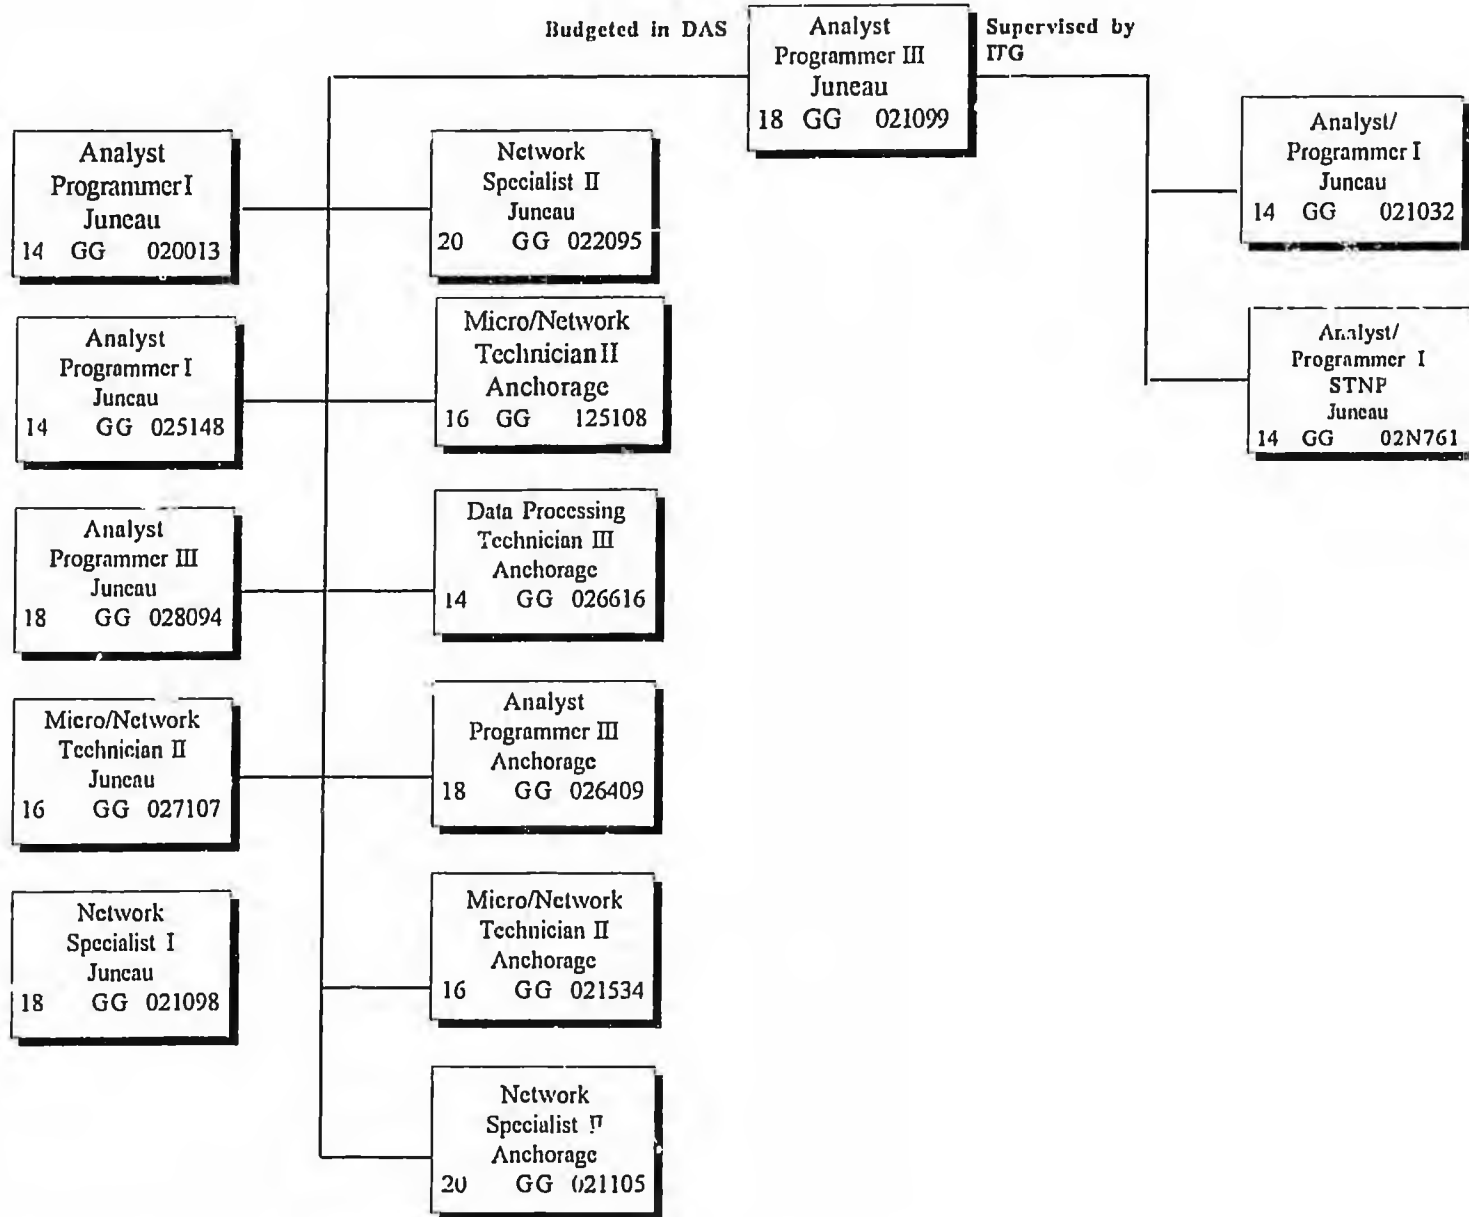 Budgeted in DAS
Analyst
Programmer III
Juneau
18 GG 021099
Supervised by
ITG
Analyst
Programmer I
Juneau
14 GG 020013
Network
Specialist II
Juneau
20 GG 022095
Analyst/
Programmer I
Juneau
14 GG 021032
Analyst
Programmer I
Juneau
14 GG 025148
Micro/Network
Technician II
Anchorage
16 GG 125108
Analyst/
Programmer I
STNP
Juneau
14 GG 02N761
Analyst
Programmer III
Juneau
18 GG 028094
Data Processing
Technician III
Anchorage
14 GG 026616
Micro/Network
Technician II
Juneau
16 GG 027107
Analyst
Programmer III
Anchorage
18 GG 026409
Network
Specialist I
Juneau
18 GG 021098
Micro/Network
Technician II
Anchorage
16 GG 021534
Network
Specialist II
Anchorage
20 GG 021105